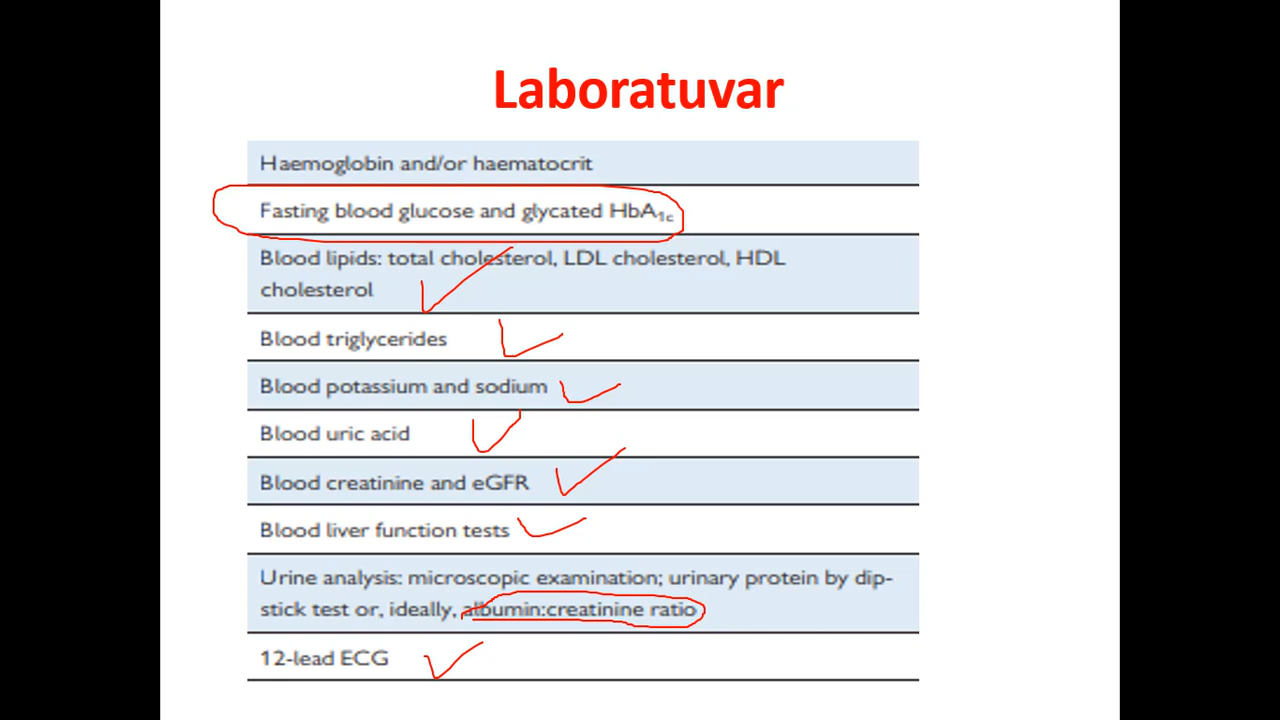 Laboratuvar
Haemoglobin and/or haematocrit
Fasting blood glucose and glycated HbA1c
Blood lipids: total cholesterol, LDL cholesterol, HDL
cholesterol
Blood triglycerides
Blood potassium and sodium
Blood uric acid
Blood creatinine and eGFR
Blood liver function tests
Urine analysis: microscopic examination; urinary protein by dip-
stick test or, ideally, albumin:creatinine ratio
12-lead ECG